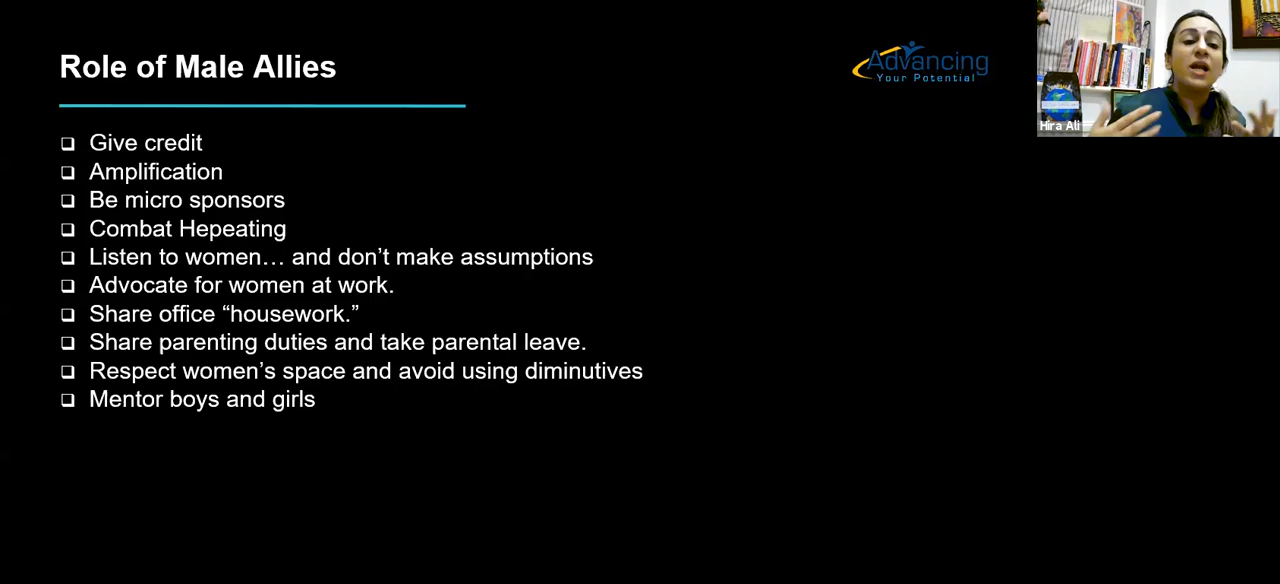 Role of Male Allies
Advancing
Your Potential
Hira Ali
Give credit
Amplification
Be micro sponsors
Combat Hepeating
Listen to women… and don’t make assumptions
Advocate for women at work.
Share office “housework.”
Share parenting duties and take parental leave.
Respect women’s space and avoid using diminutives
Mentor boys and girls